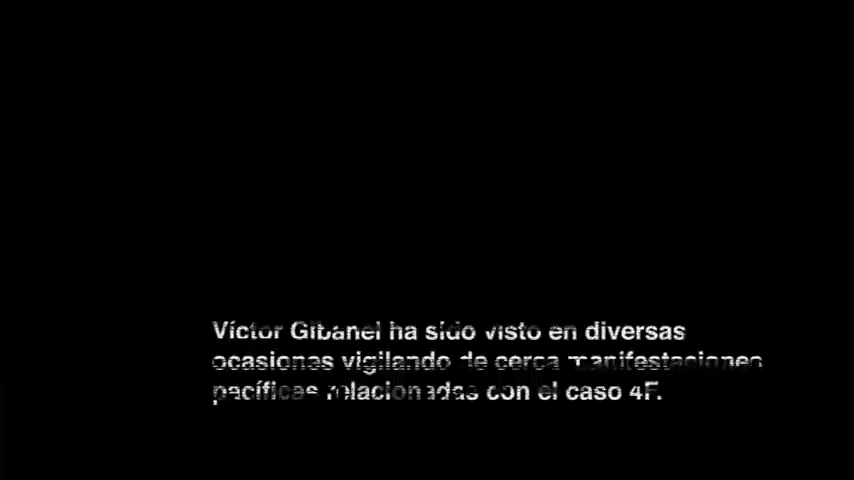 Víctor Gibanel ha sido visto en diversas
ocasiones vigilando de cerca manifestaciones
pacíficas relacionadas con el caso 4F.